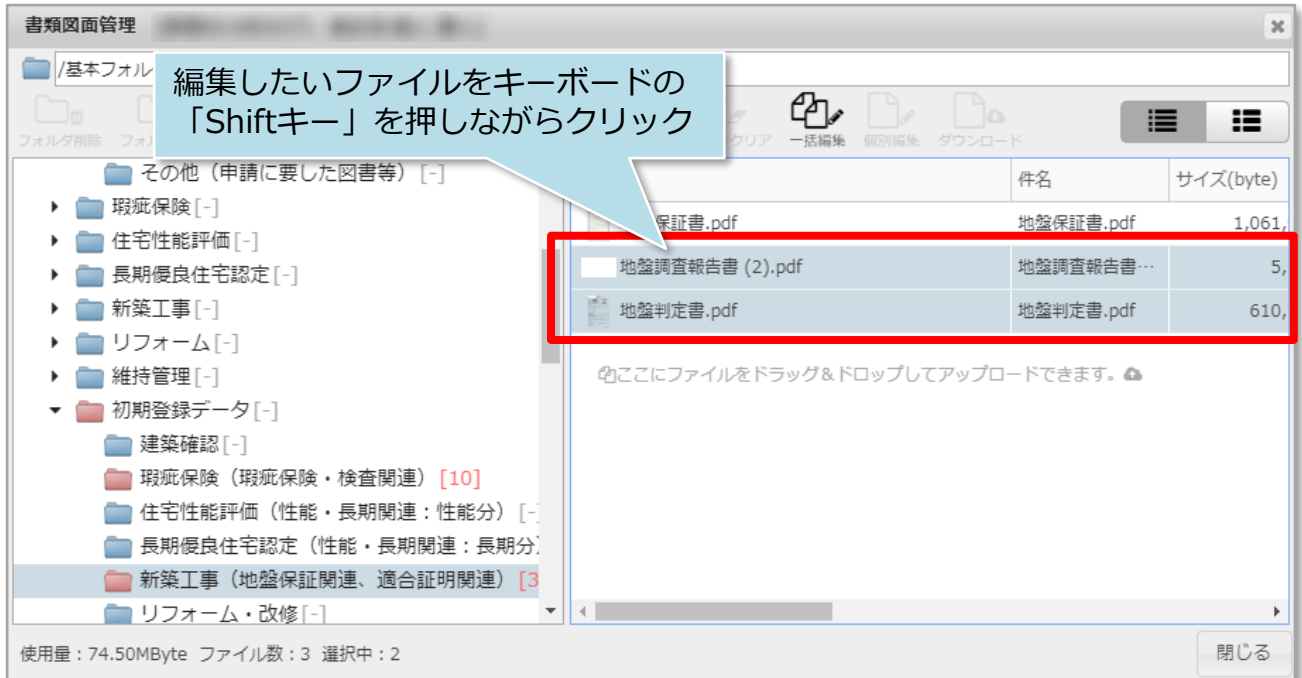 書類図面管理
/基本フォル
編集したいファイルをキーボードの
「Shiftキー」を押しながらクリック
フォルダ削除 フォル クリア 一括編集 個別編集 ダウンロード
その他（申請に要した図書等）[-]
瑕疵保険[-]
住宅性能評価[-]
長期優良住宅認定[-]
新築工事[-]
リフォーム[-]
維持管理[-]
初期登録データ[-]
建築確認[-]
瑕疵保険（瑕疵保険・検査関連）[10]
住宅性能評価（性能・長期関連：性能分）[-]
長期優良住宅認定（性能・長期関連：長期分）
新築工事（地盤保証関連、適合証明関連）[3
リフォーム・改修[-]
件名 サイズ(byte)
保証書.pdf 地盤保証書.pdf 1,061,
地盤調査報告書 (2).pdf 地盤調査報告書… 5,
地盤判定書.pdf 地盤判定書.pdf 610,
ここにファイルをドラッグ&ドロップしてアップロードできます。
使用量：74.50MByte ファイル数：3 選択中：2
閉じる